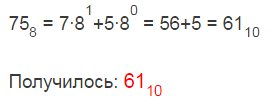 75₈ = 7∙8¹+5∙8⁰ = 56+5 = 61₁₀
Получилось: 61₁₀